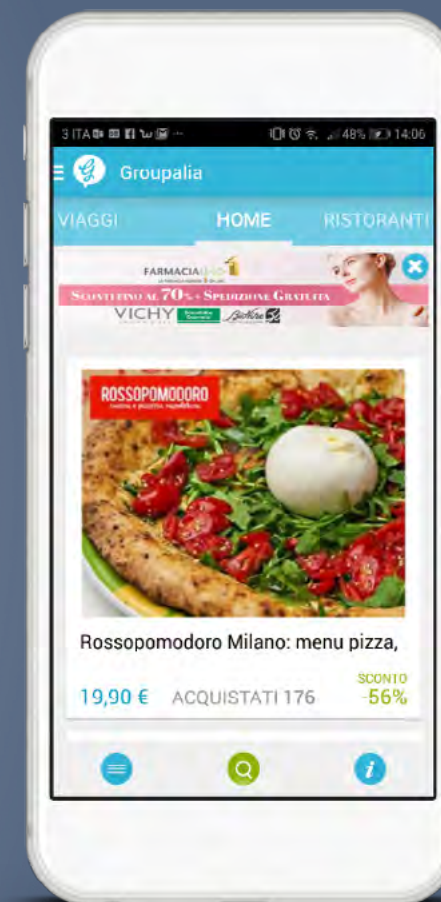 3 ITA
48% 14:06
Groupalia
VIAGGI HOME RISTORANTI
FARMACIA
SCONTI FINO AL 70% + SPEDIZIONE GRATUITA
VICHY BioNike
ROSSOPOMODORO
Rossopomodoro Milano: menu pizza,
SCONTO
19,90 € ACQUISTATI 176 -56%